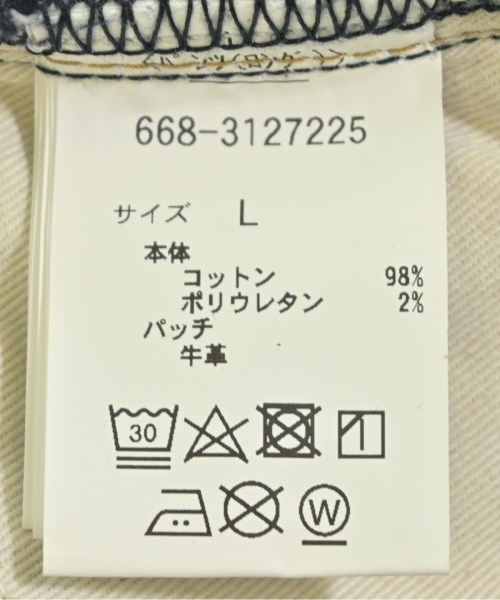 668-3127225
サイズ L
本体
コットン 98%
ポリウレタン 2%
パッチ
牛革
30
W